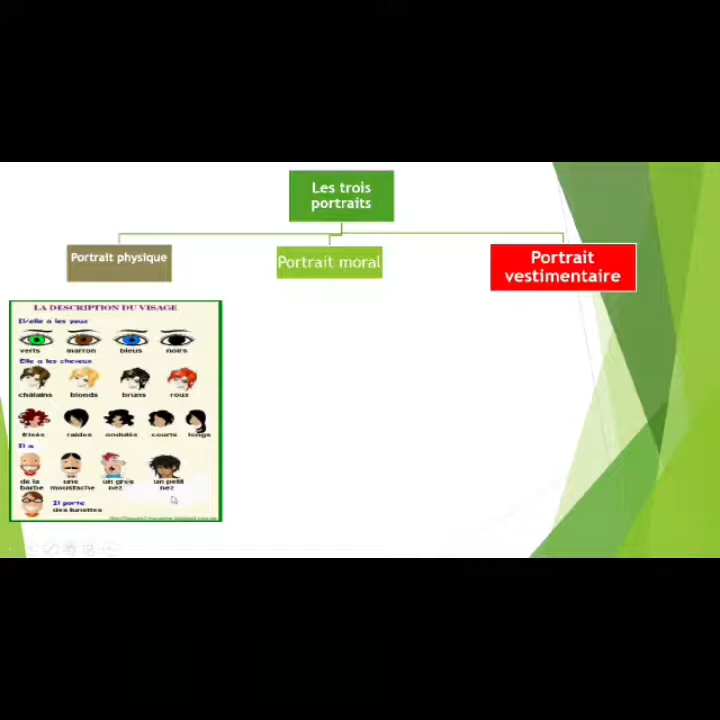 Les trois
portraits
Portrait physique
Portrait moral
Portrait
vestimentaire
LA DESCRIPTION DU VISAGE
Il/elle a les yeux
verts marron bleus noirs
Elle a les cheveux
châtains blonds bruns roux
frisés raides ondulés courts longs
Il a
de la barbe
une moustache
un gros nez
un petit nez
Il porte
des lunettes